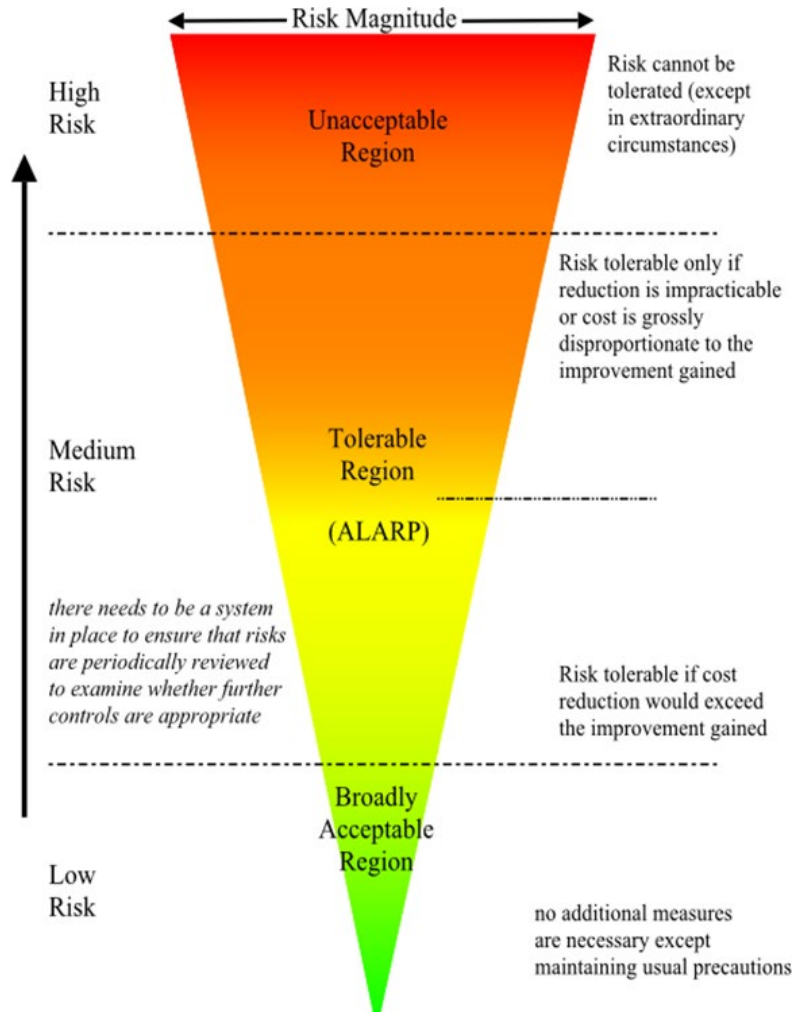 Risk Magnitude
High
Risk
Unacceptable
Region
Risk cannot be
tolerated (except
in extraordinary
circumstances)
Risk tolerable only if
reduction is impracticable
or cost is grossly
disproportionate to the
improvement gained
Medium
Risk
Tolerable
Region
(ALARP)
there needs to be a system
in place to ensure that risks
are periodically reviewed
to examine whether further
controls are appropriate
Risk tolerable if cost
reduction would exceed
the improvement gained
Broadly
Acceptable
Region
Low
Risk
no additional measures
are necessary except
maintaining usual precautions